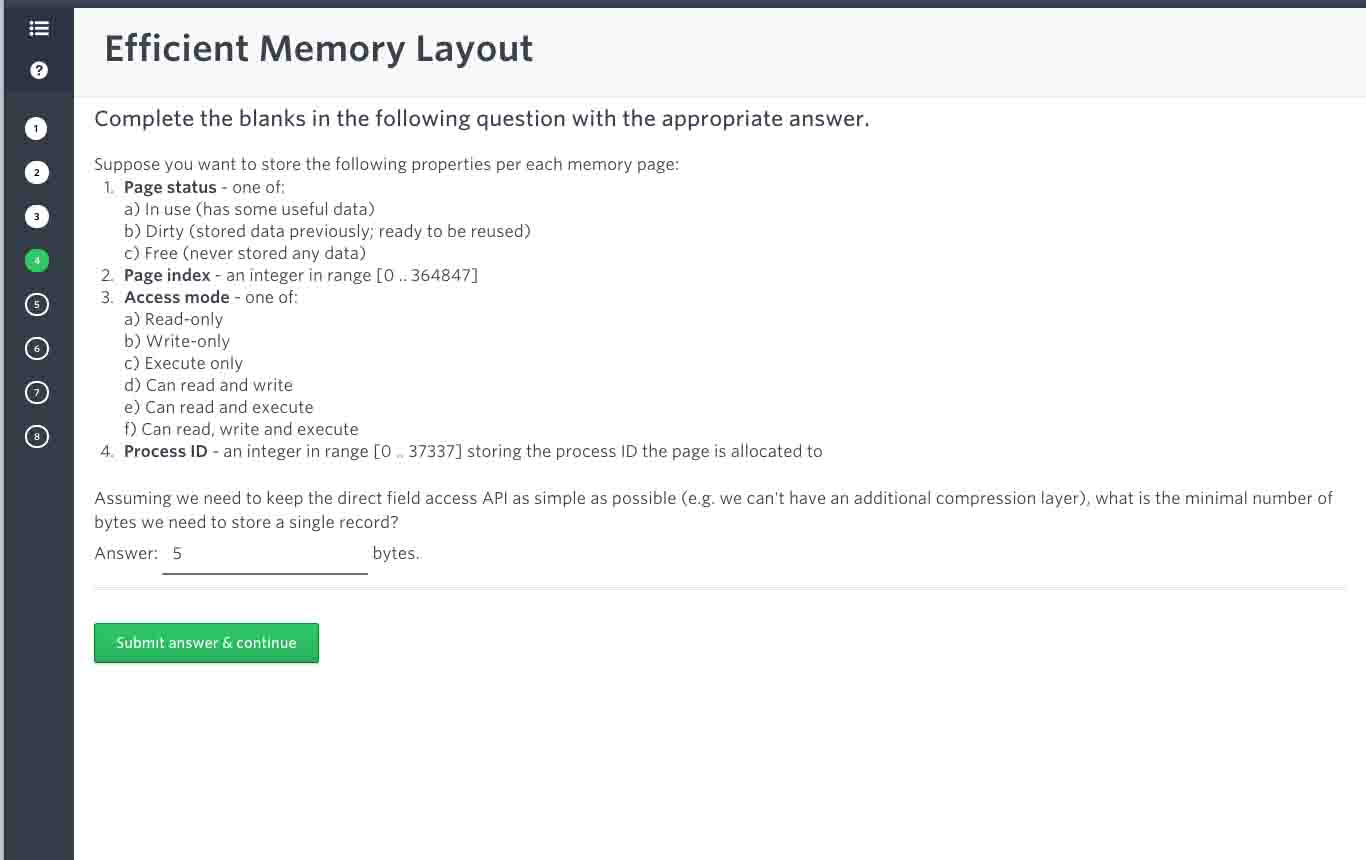 Efficient Memory Layout
Complete the blanks in the following question with the appropriate answer.
Suppose you want to store the following properties per each memory page:
1. Page status - one of:
a) In use (has some useful data)
b) Dirty (stored data previously; ready to be reused)
c) Free (never stored any data)
2. Page index - an integer in range [0 .. 364847]
3. Access mode - one of:
a) Read-only
b) Write-only
c) Execute only
d) Can read and write
e) Can read and execute
f) Can read, write and execute
4. Process ID - an integer in range [0 .. 37337] storing the process ID the page is allocated to
Assuming we need to keep the direct field access API as simple as possible (e.g. we can't have an additional compression layer), what is the minimal number of
bytes we need to store a single record?
Answer: 5 bytes.
Submit answer & continue
?
1
2
3
4
5
6
7
8